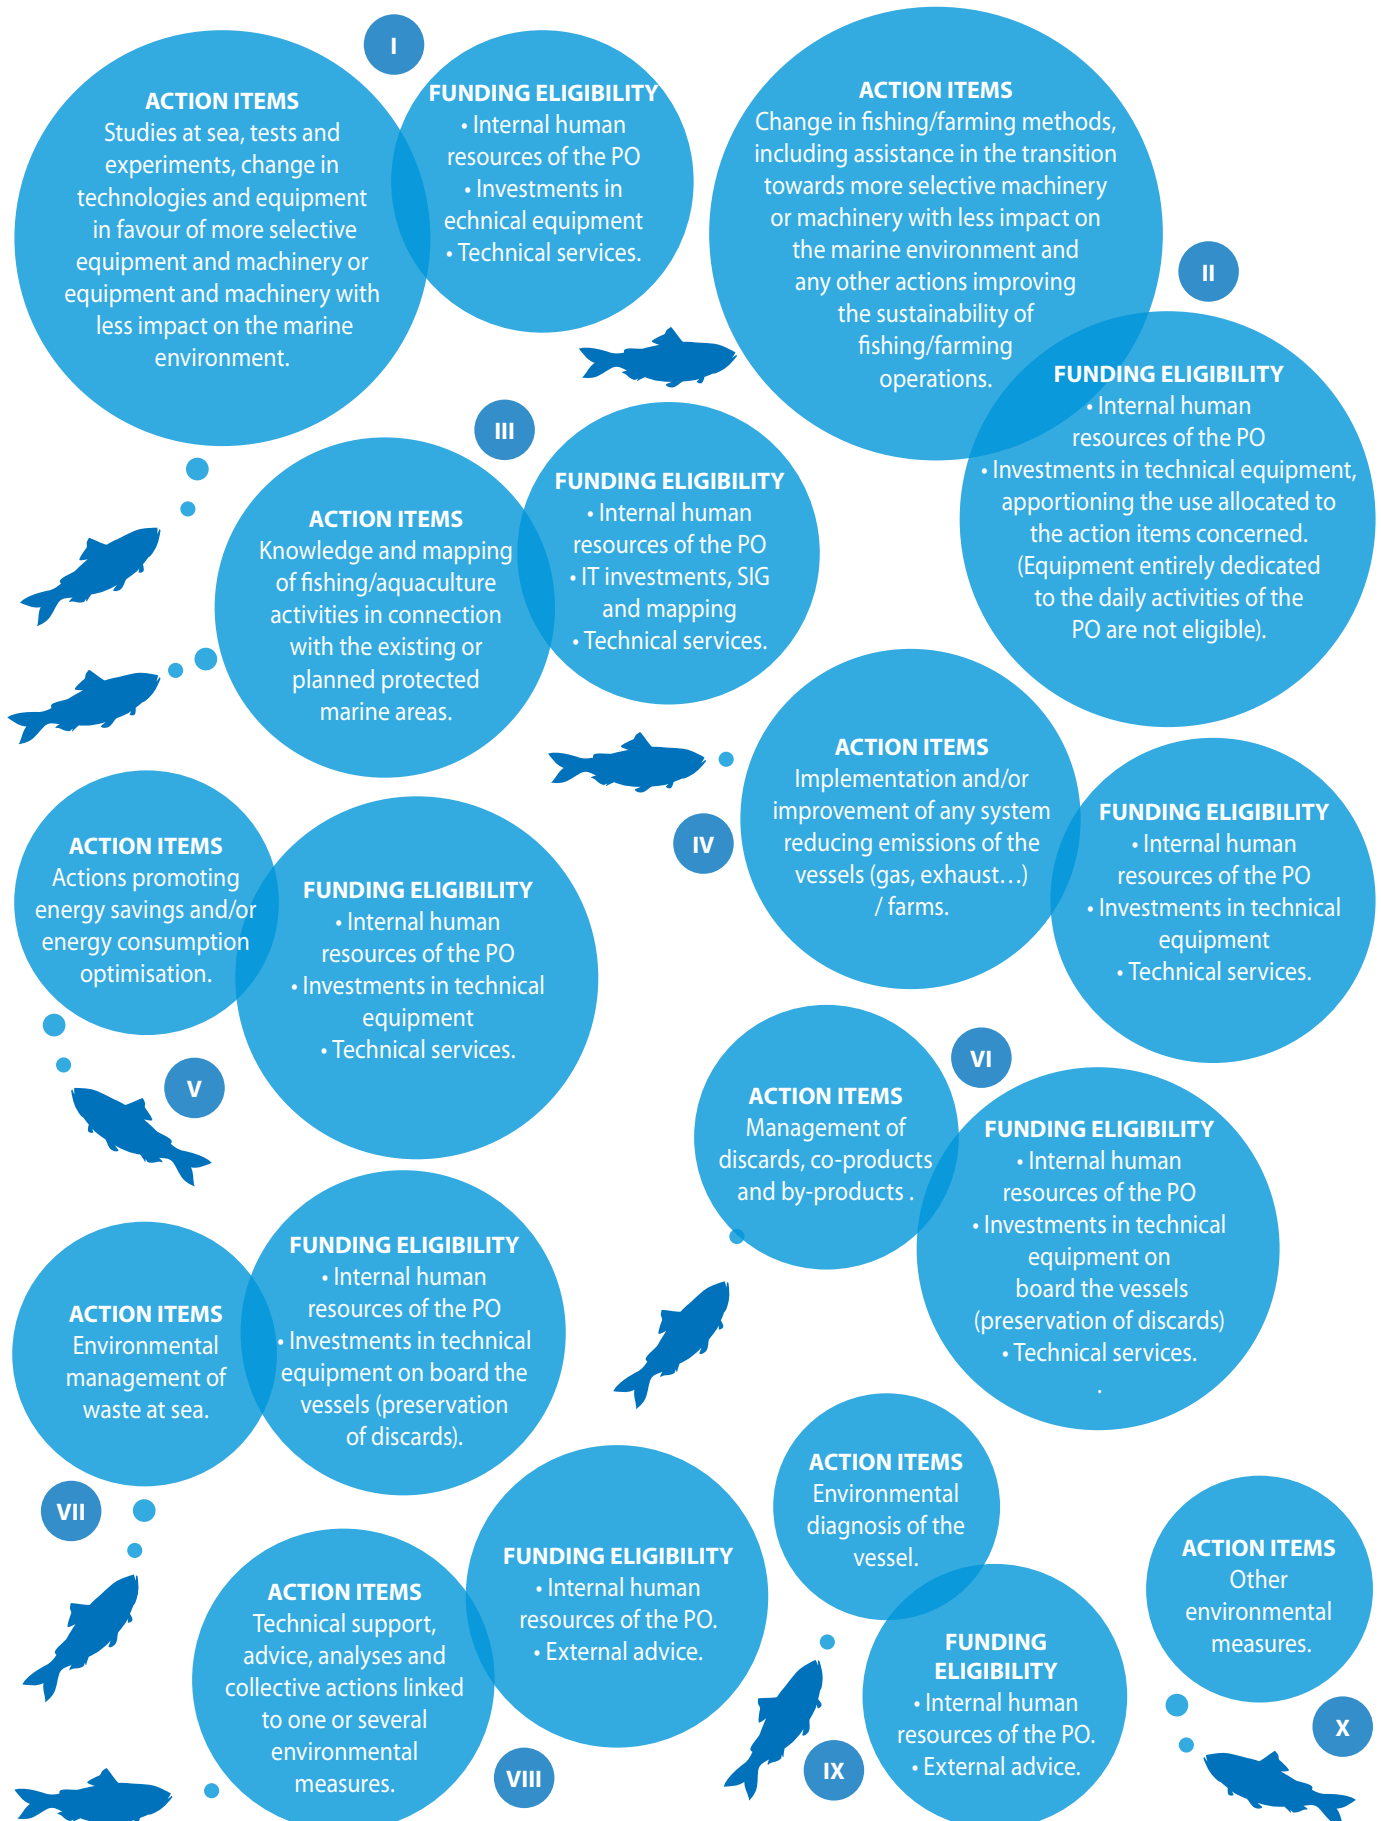 I
ACTION ITEMS
Studies at sea, tests and
experiments, change in
technologies and equipment
in favour of more selective
equipment and machinery or
equipment and machinery with
less impact on the marine
environment.
FUNDING ELIGIBILITY
• Internal human
resources of the PO
• Investments in
echnical equipment
• Technical services.
ACTION ITEMS
Change in fishing/farming methods,
including assistance in the transition
towards more selective machinery
or machinery with less impact on
the marine environment and
any other actions improving
the sustainability of
fishing/farming
operations.
II
FUNDING ELIGIBILITY
• Internal human
resources of the PO
• Investments in technical equipment,
apportioning the use allocated to
the action items concerned.
(Equipment entirely dedicated
to the daily activities of the
PO are not eligible).
III
ACTION ITEMS
Knowledge and mapping
of fishing/aquaculture
activities in connection
with the existing or
planned protected
marine areas.
FUNDING ELIGIBILITY
• Internal human
resources of the PO
• IT investments, SIG
and mapping
• Technical services.
IV
ACTION ITEMS
Implementation and/or
improvement of any system
reducing emissions of the
vessels (gas, exhaust…)
/ farms.
FUNDING ELIGIBILITY
• Internal human
resources of the PO
• Investments in technical
equipment
• Technical services.
ACTION ITEMS
Actions promoting
energy savings and/or
energy consumption
optimisation.
FUNDING ELIGIBILITY
• Internal human
resources of the PO
• Investments in technical
equipment
• Technical services.
V
VI
ACTION ITEMS
Management of
discards, co-products
and by-products .
FUNDING ELIGIBILITY
• Internal human
resources of the PO
• Investments in technical
equipment on
board the vessels
(preservation of discards)
• Technical services.
.
ACTION ITEMS
Environmental
management of
waste at sea.
FUNDING ELIGIBILITY
• Internal human
resources of the PO
• Investments in technical
equipment on board the
vessels (preservation
of discards).
VII
ACTION ITEMS
Technical support,
advice, analyses and
collective actions linked
to one or several
environmental
measures.
FUNDING ELIGIBILITY
• Internal human
resources of the PO.
• External advice.
VIII
ACTION ITEMS
Environmental
diagnosis of the
vessel.
FUNDING
ELIGIBILITY
• Internal human
resources of the PO.
• External advice.
IX
ACTION ITEMS
Other
environmental
measures.
X